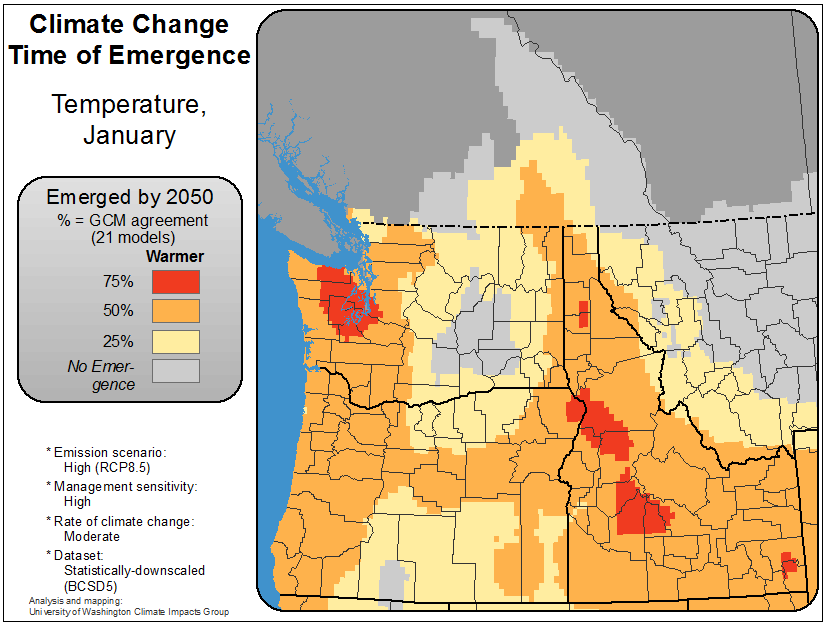 Climate Change
Time of Emergence
Temperature,
January
Emerged by 2050
% = GCM agreement
(21 models)
Warmer
75%
50%
25%
No Emer-
gence
* Emission scenario:
High (RCP8.5)
* Management sensitivity:
High
* Rate of climate change:
Moderate
* Dataset:
Statistically-downscaled
(BCSD5)
Analysis and mapping:
University of Washington Climate Impacts Group